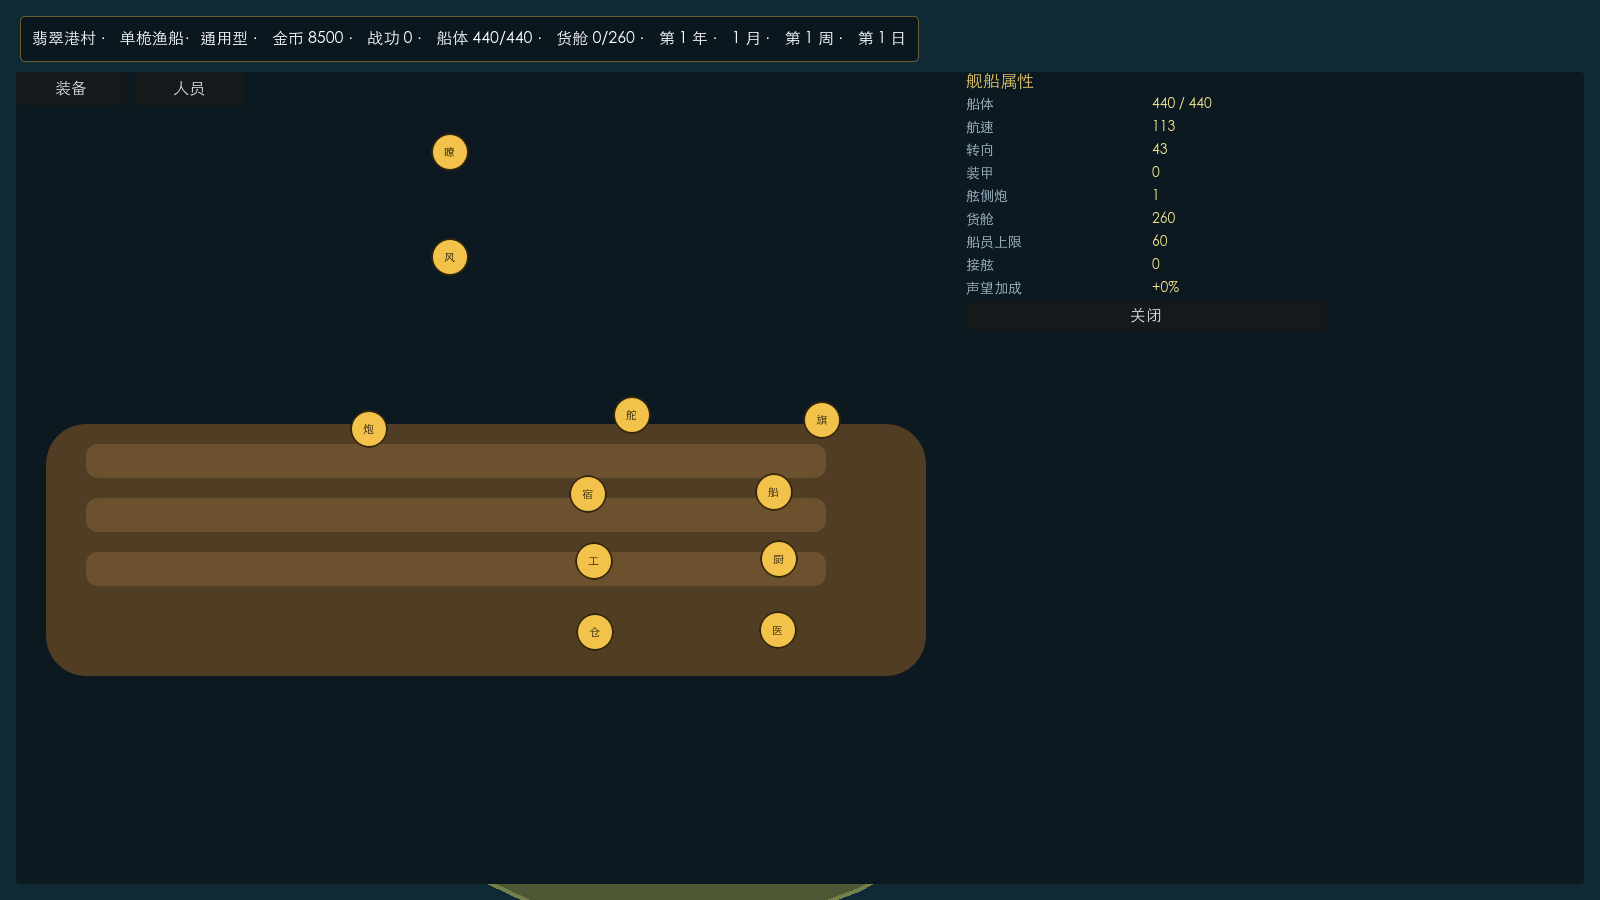 翡翠港村 · 单桅渔船 · 通用型 · 金币 8500 · 战功 0 · 船体 440/440 · 货舱 0/260 · 第 1 年 · 1 月 · 第 1 周 · 第 1 日
装备 人员
舰船属性
船体 440 / 440
航速 113
转向 43
装甲 0
舷侧炮 1
货舱 260
船员上限 60
接舷 0
声望加成 +0%
关闭
瞭
风
炮
舵
旗
宿
船
工
厨
仓
医